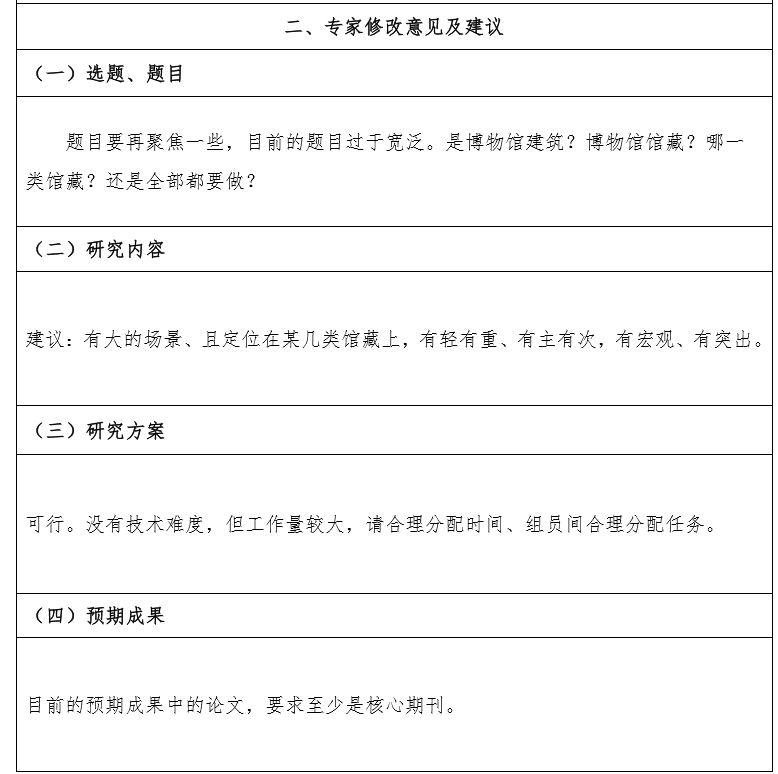 二、专家修改意见及建议
（一）选题、题目
题目要再聚焦一些，目前的题目过于宽泛。是博物馆建筑？博物馆馆藏？哪一
类馆藏？还是全部都要做？
（二）研究内容
建议：有大的场景、且定位在某几类馆藏上，有轻有重、有主有次，有宏观、有突出。
（三）研究方案
可行。没有技术难度，但工作量较大，请合理分配时间、组员间合理分配任务。
（四）预期成果
目前的预期成果中的论文，要求至少是核心期刊。